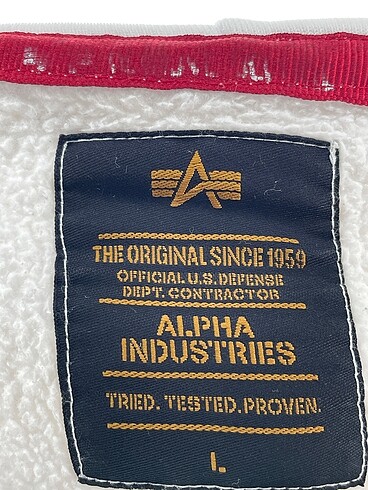 THE ORIGINAL SINCE 1959
OFFICIAL U.S. DEFENSE
DEPT. CONTRACTOR
ALPHA
INDUSTRIES
TRIED. TESTED. PROVEN.
L